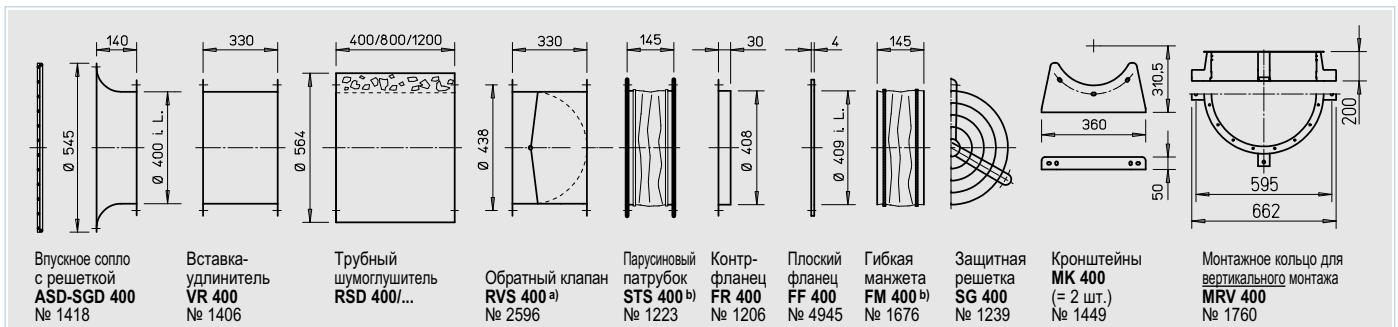 140
330
400/800/1200
330
145
30
4
145
310,5
200
Ø 545
Ø 400 i. L.
Ø 564
Ø 438
Ø 408
Ø 409 i. L.
360
50
595
662
Впускное сопло
с решеткой
ASD-SGD 400
№ 1418
Вставка-
удлинитель
VR 400
№ 1406
Трубный
шумоглушитель
RSD 400/...
Обратный клапан
RVS 400 a)
№ 2596
Парусиновый
патрубок
STS 400 b)
№ 1223
Контр-
фланец
FR 400
№ 1206
Плоский
фланец
FF 400
№ 4945
Гибкая
манжета
FM 400 b)
№ 1676
Защитная
решетка
SG 400
№ 1239
Кронштейны
MK 400
(= 2 шт.)
№ 1449
Монтажное кольцо для
вертикального монтажа
MRV 400
№ 1760